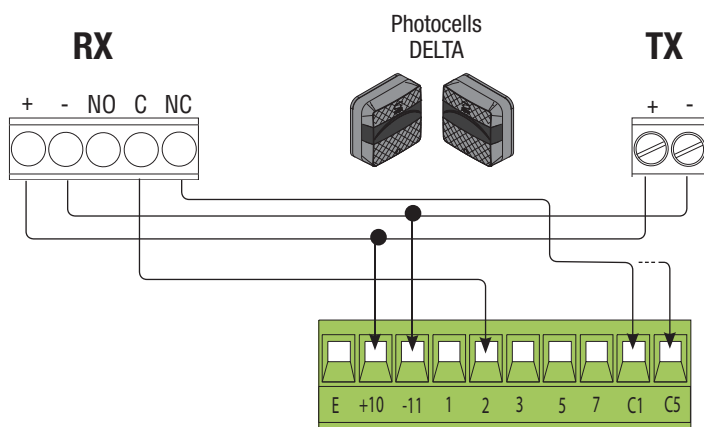 Photocells
DELTA
RX
TX
+ - NO C NC
+ -
E +10 -11 1 2 3 5 7 C1 C5